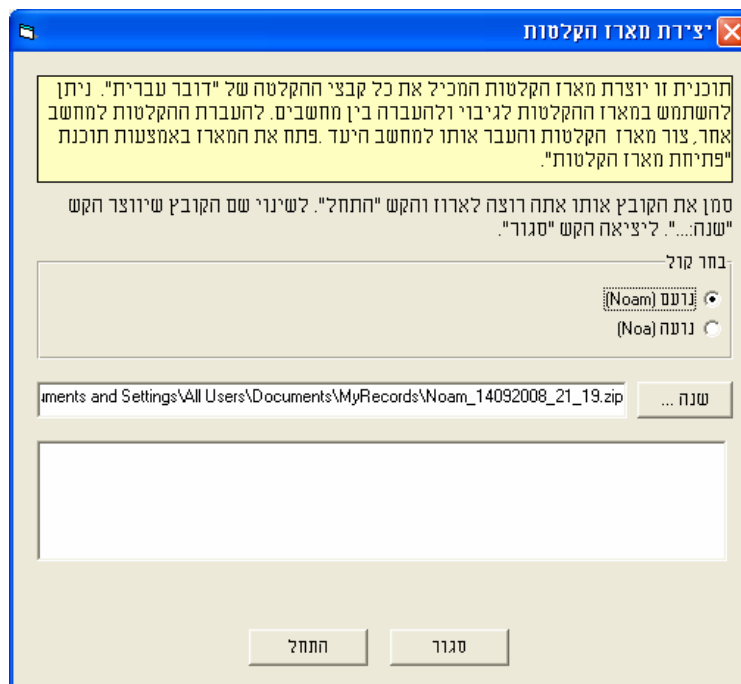 יצירת מארז הקלטות
תוכנית זו יוצרת מארז הקלטות המכיל את כל קבצי ההקלטה של "דובר עברית". ניתן
להשתמש במארז ההקלטות לגיבוי ולהעברה בין מחשבים. להעברת ההקלטות למחשב
אחר, צור מארז הקלטות והעבר אותו למחשב היעד .פתח את המארז באמצעות תוכנת
"פתיחת מארז הקלטות".
סמן את הקובץ אותו אתה רוצה לארוז והקש "התחל". לשינוי שם הקובץ שיווצר הקש
"שנה:...". ליציאה הקש "סגור".
בחר קול
נועם (Noam)
נועה (Noa)
שנה ...
uments and Settings\All Users\Documents\MyRecords\Noam_14092008_21_19.zip
סגור
התחל